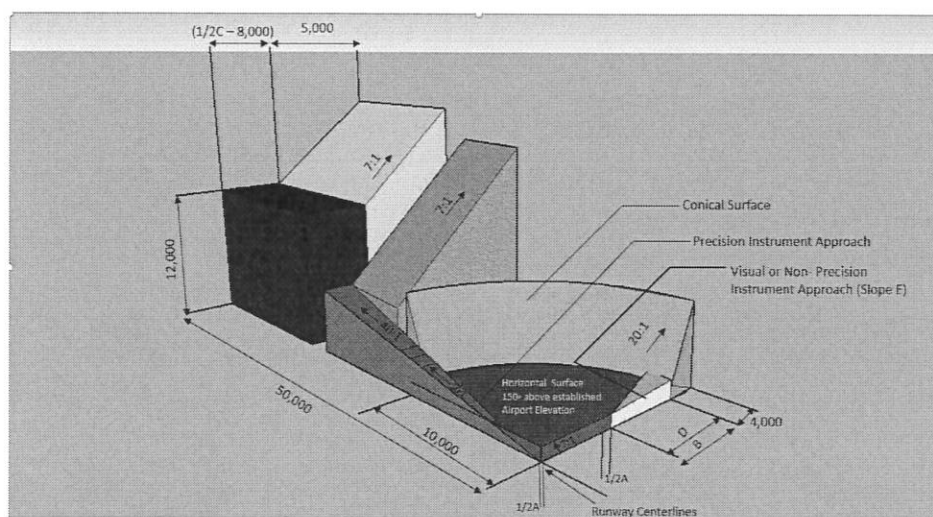 (1/2C – 8,000)
5,000
7:1
7:1
12,000
Conical Surface
Precision Instrument Approach
Visual or Non- Precision
Instrument Approach (Slope E)
40:1
20:1
Horizontal Surface
150' above established
Airport Elevation
50,000
10,000
7:1
4,000
D
B
1/2A
1/2A
Runway Centerlines